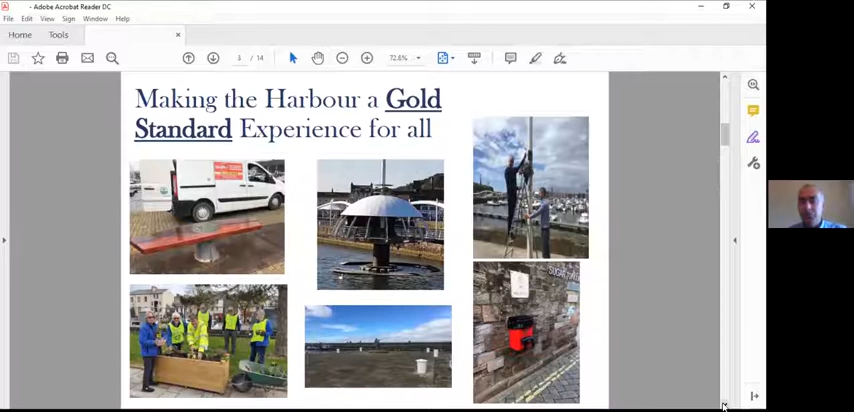 - Adobe Acrobat Reader DC
File Edit View Sign Window Help
Home Tools
3 / 14
72.8%
Making the Harbour a Gold
Standard Experience for all